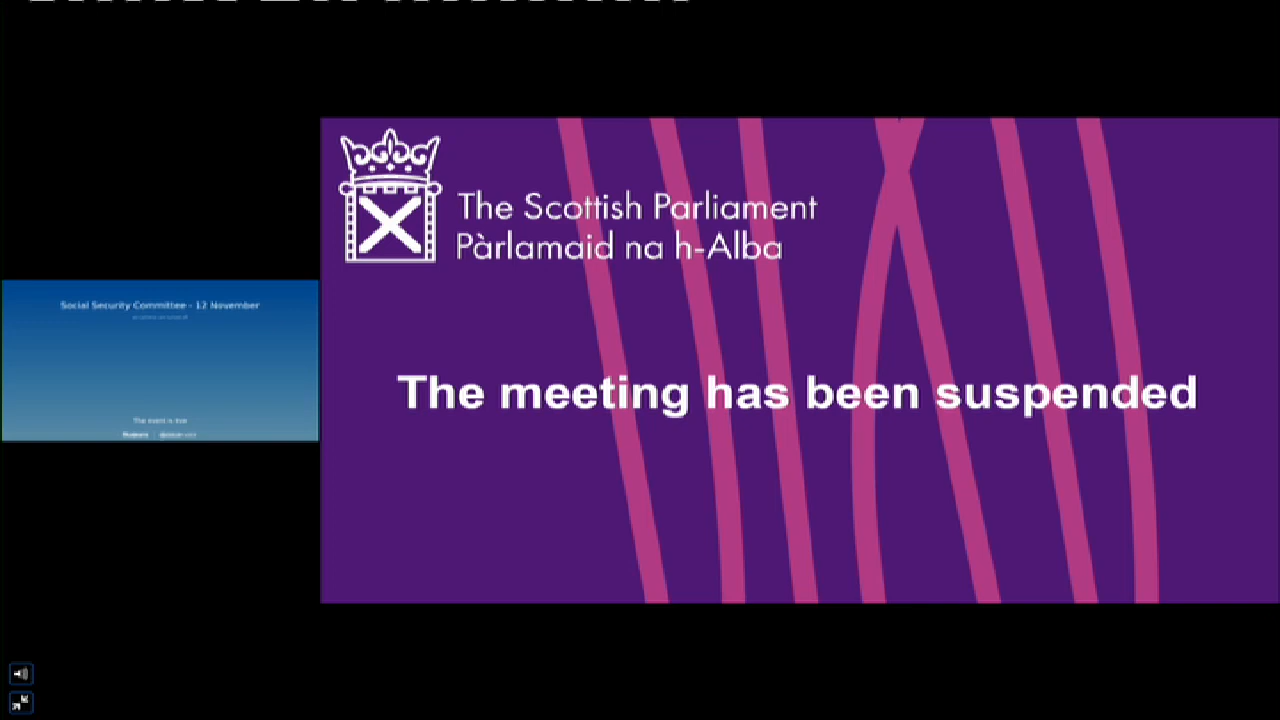 The Scottish Parliament
Pàrlamaid na h-Alba
Social Security Committee - 12 November
The meeting has been suspended
The event is live